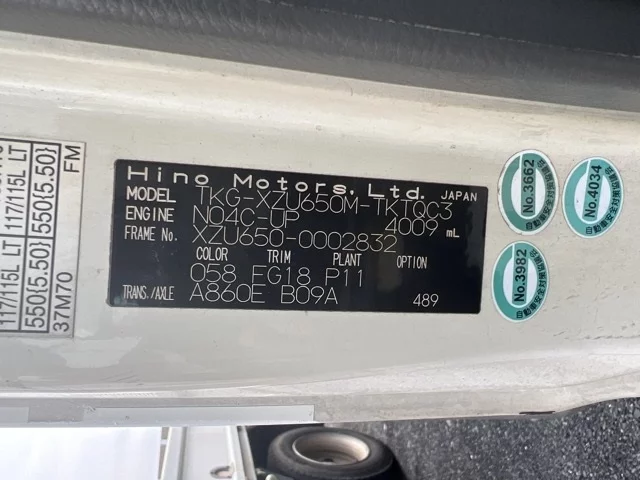 Hino Motors,Ltd. JAPAN
MODEL TKG-XZU650M-TKTQC3
ENGINE N04C-UP 4009 mL
FRAME No. XZU650-0002832
COLOR TRIM PLANT OPTION
058 FG18 P11
TRANS./AXLE A860E B09A 489
117/115L LT 117/115L LT
550{5.50} 550{5.50}
37M70 FM
No.3662
No.4034
No.3982